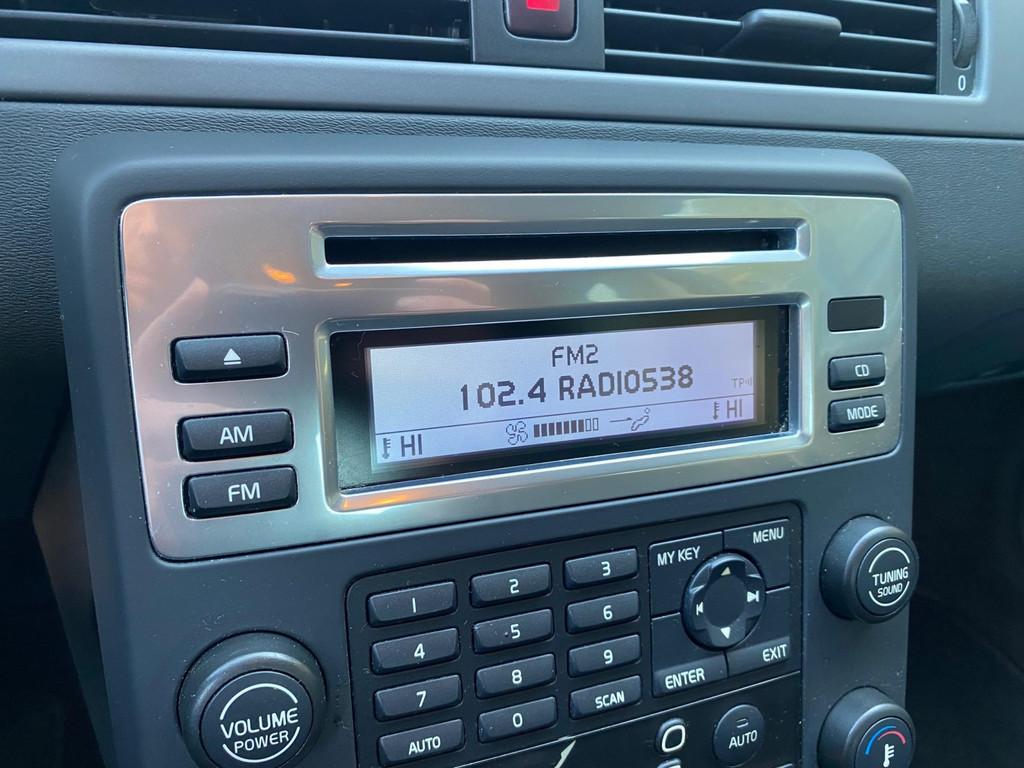 0
FM2
102.4 RADIO538
TP
HI
HI
AM
FM
CD
MODE
1
2
3
4
5
6
7
8
9
AUTO
0
SCAN
MY KEY
MENU
ENTER
EXIT
TUNING
SOUND
VOLUME
POWER
AUTO